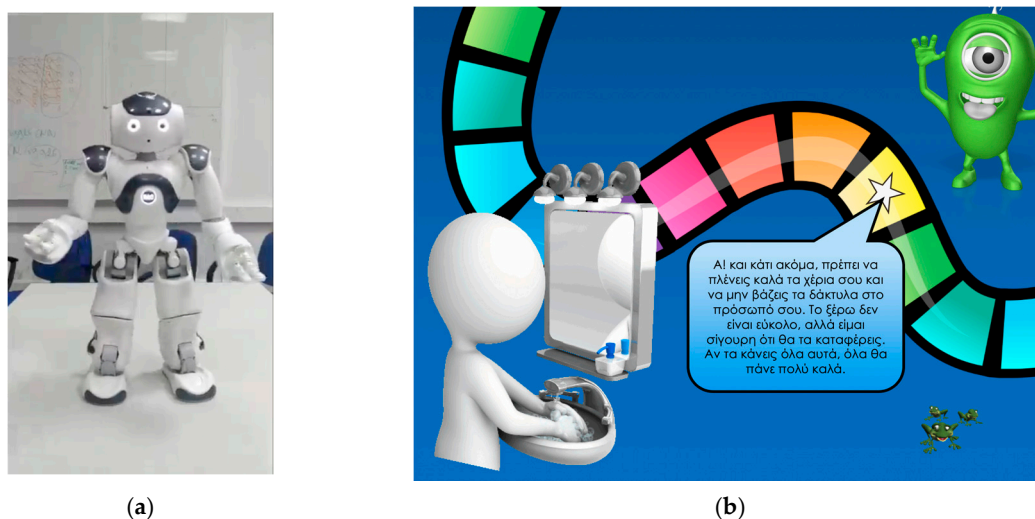 Α! και κάτι ακόμα, πρέπει να
πλένεις καλά τα χέρια σου και
να μην βάζεις τα δάκτυλα στο
πρόσωπό σου. Το ξέρω δεν
είναι εύκολο, αλλά είμαι
σίγουρη ότι θα τα καταφέρεις.
Αν τα κάνεις όλα αυτά, όλα θα
πάνε πολύ καλά.
(a)
(b)